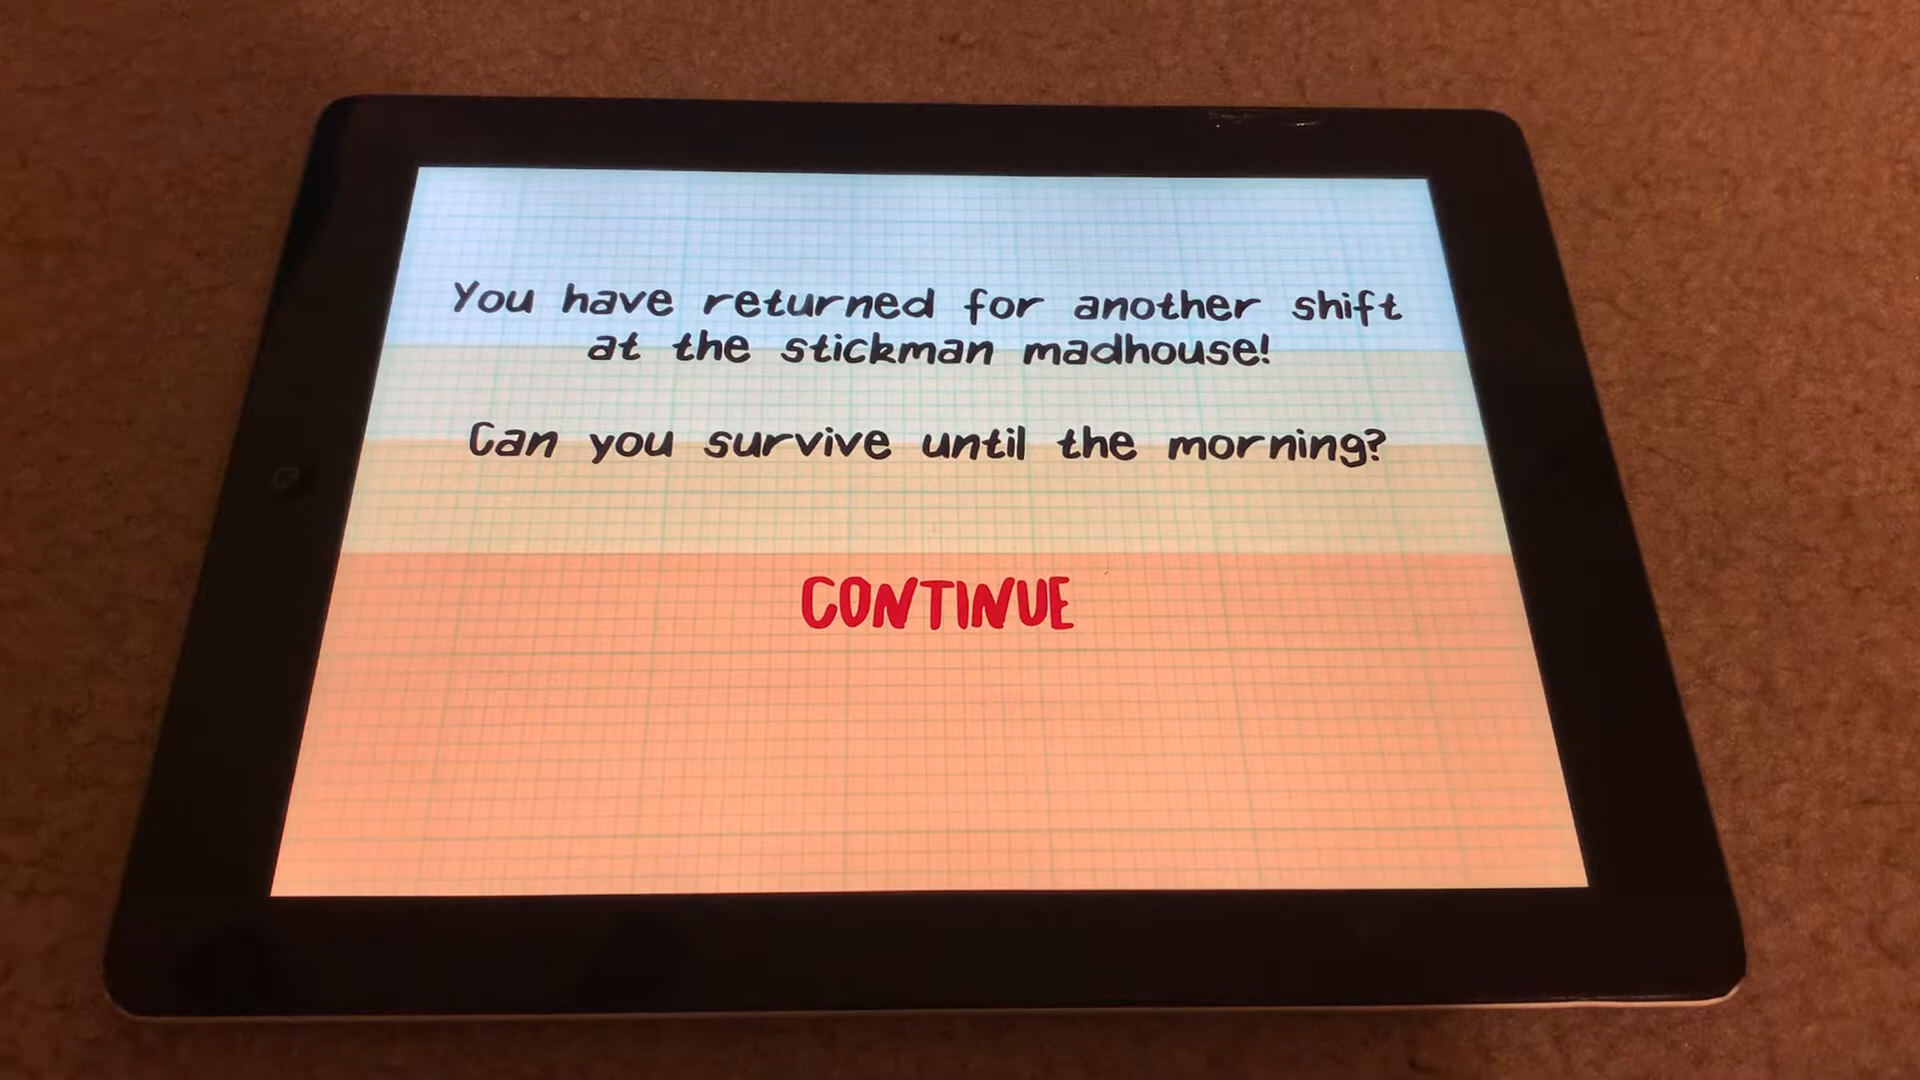 You have returned for another shift
at the stickman madhouse!
Can you survive until the morning?
CONTINUE